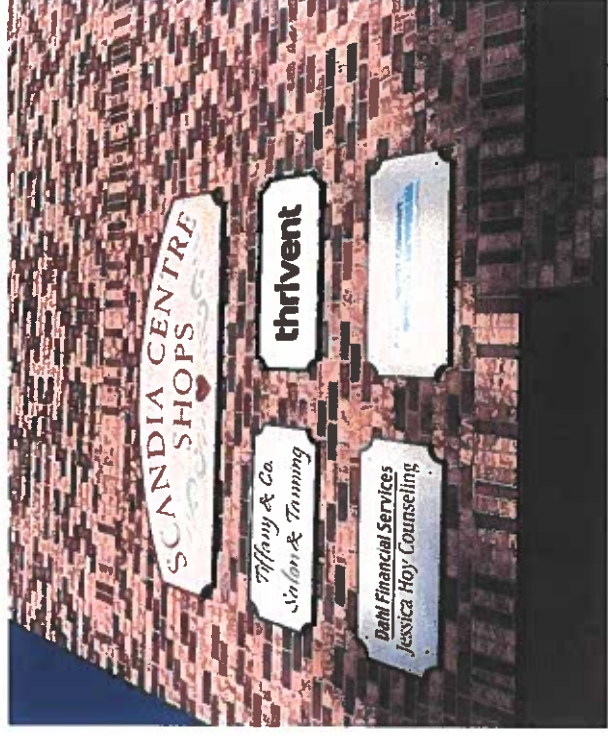 SCANDIA CENTRE
SHOPS
Tiffany & Co.
Salon & Tanning
thrivent
Dahl Financial Services
Jessica Hoy Counseling